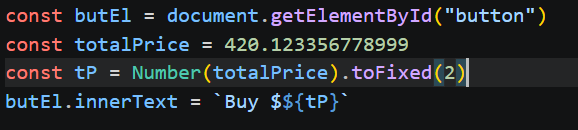 const butEl = document.getElementById("button")
const totalPrice = 420.123356778999
const tP = Number(totalPrice).toFixed(2)
butEl.innerText = `Buy $${tP}`